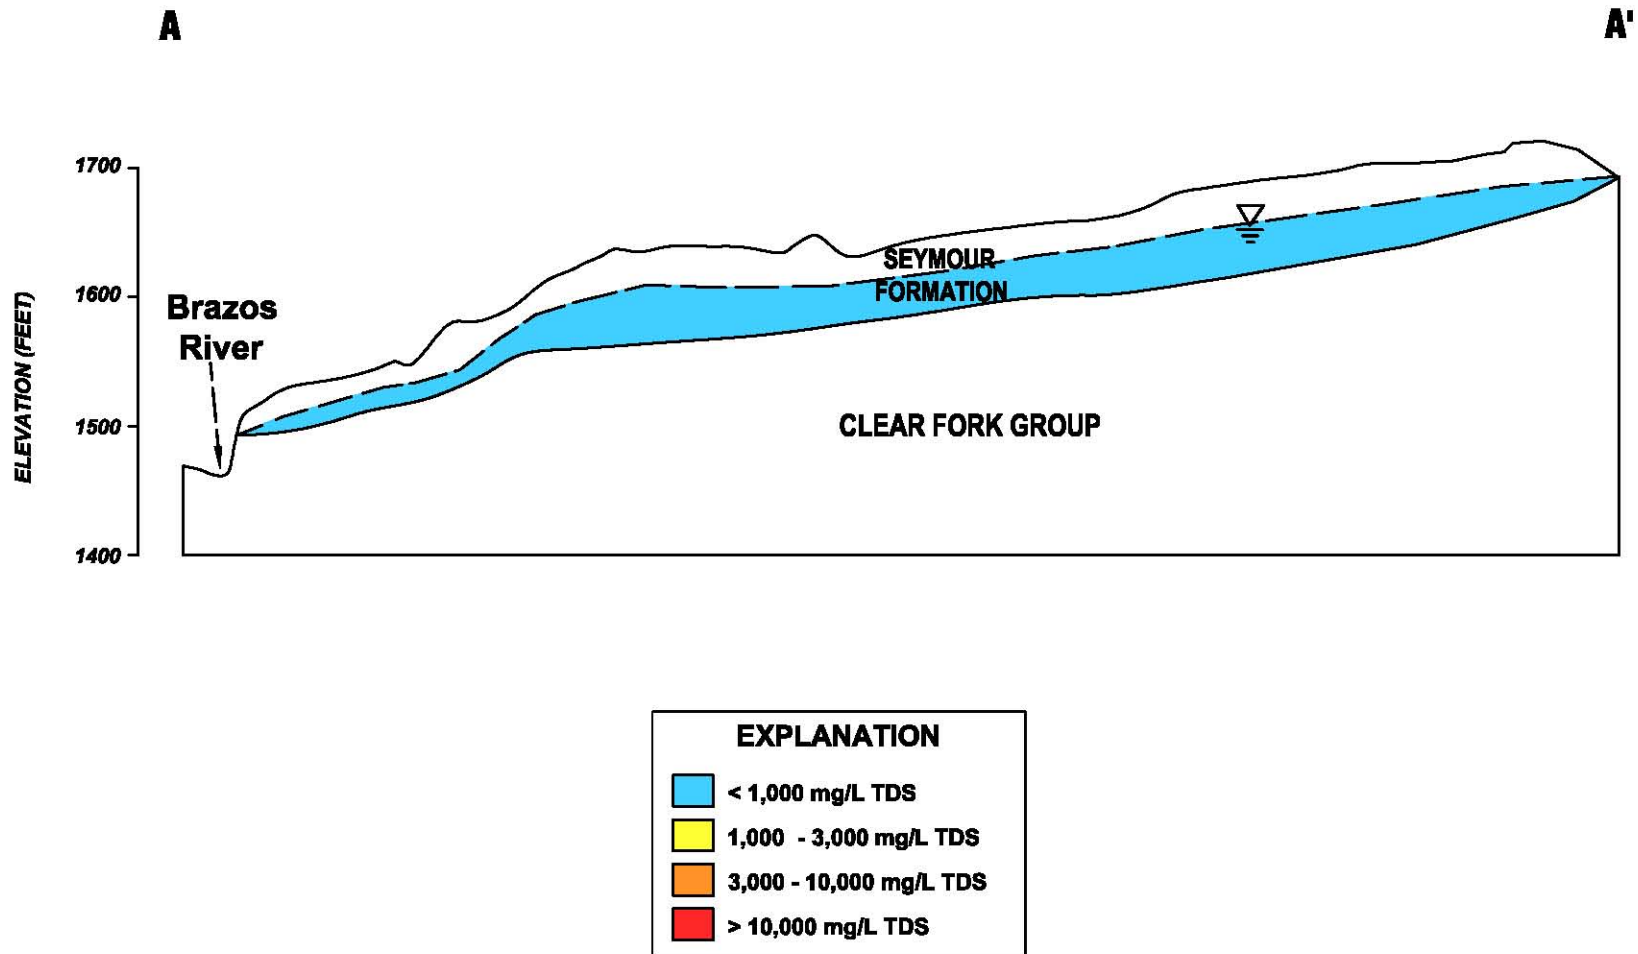 A
A'
1700
1600
1500
1400
ELEVATION (FEET)
Brazos
River
SEYMOUR
FORMATION
CLEAR FORK GROUP
EXPLANATION
< 1,000 mg/L TDS
1,000 - 3,000 mg/L TDS
3,000 - 10,000 mg/L TDS
> 10,000 mg/L TDS